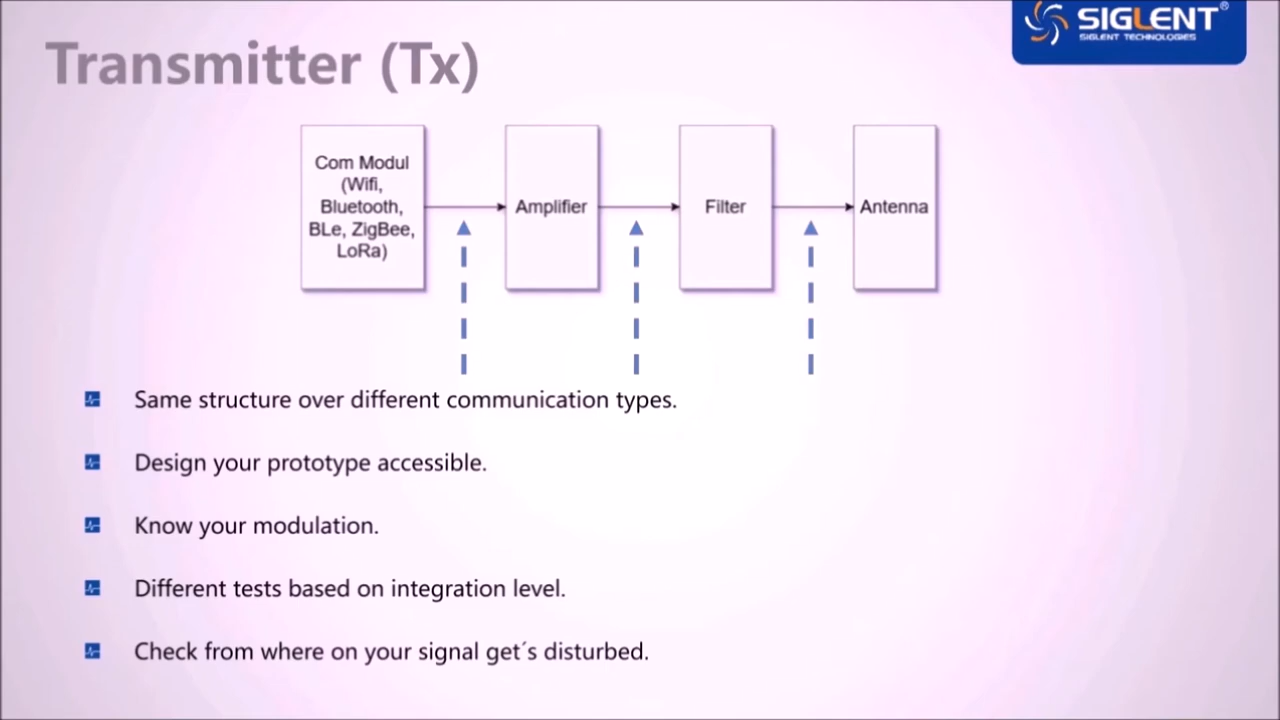 SIGLENT®
SIGLENT TECHNOLOGIES
Transmitter (Tx)
Com Modul
(Wifi,
Bluetooth,
BLe, ZigBee,
LoRa)
Amplifier
Filter
Antenna
Same structure over different communication types.
Design your prototype accessible.
Know your modulation.
Different tests based on integration level.
Check from where on your signal get´s disturbed.